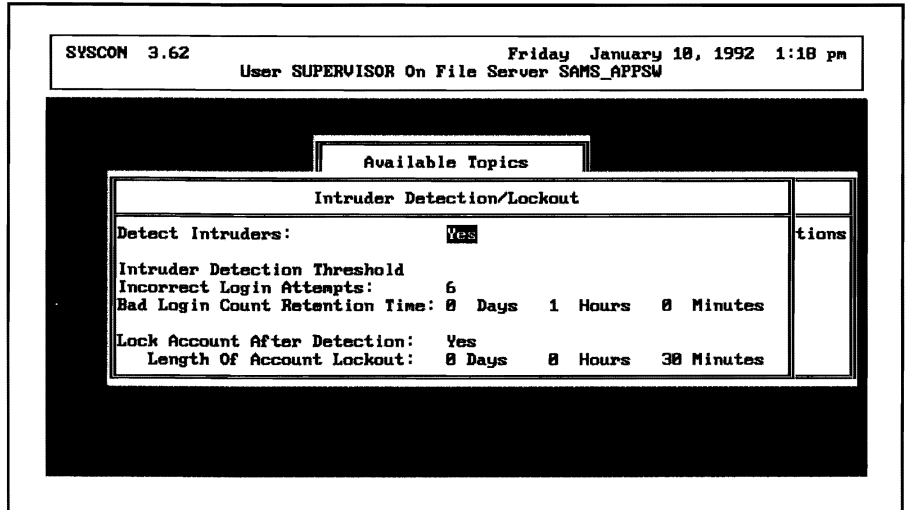 SYSCON 3.62 Friday January 10, 1992 1:18 pm
User SUPERVISOR On File Server SAMS_APPSW
Available Topics
Intruder Detection/Lockout
Detect Intruders: Yes
tions
Intruder Detection Threshold
Incorrect Login Attempts: 6
Bad Login Count Retention Time: 0 Days 1 Hours 0 Minutes
Lock Account After Detection: Yes
Length Of Account Lockout: 0 Days 0 Hours 30 Minutes